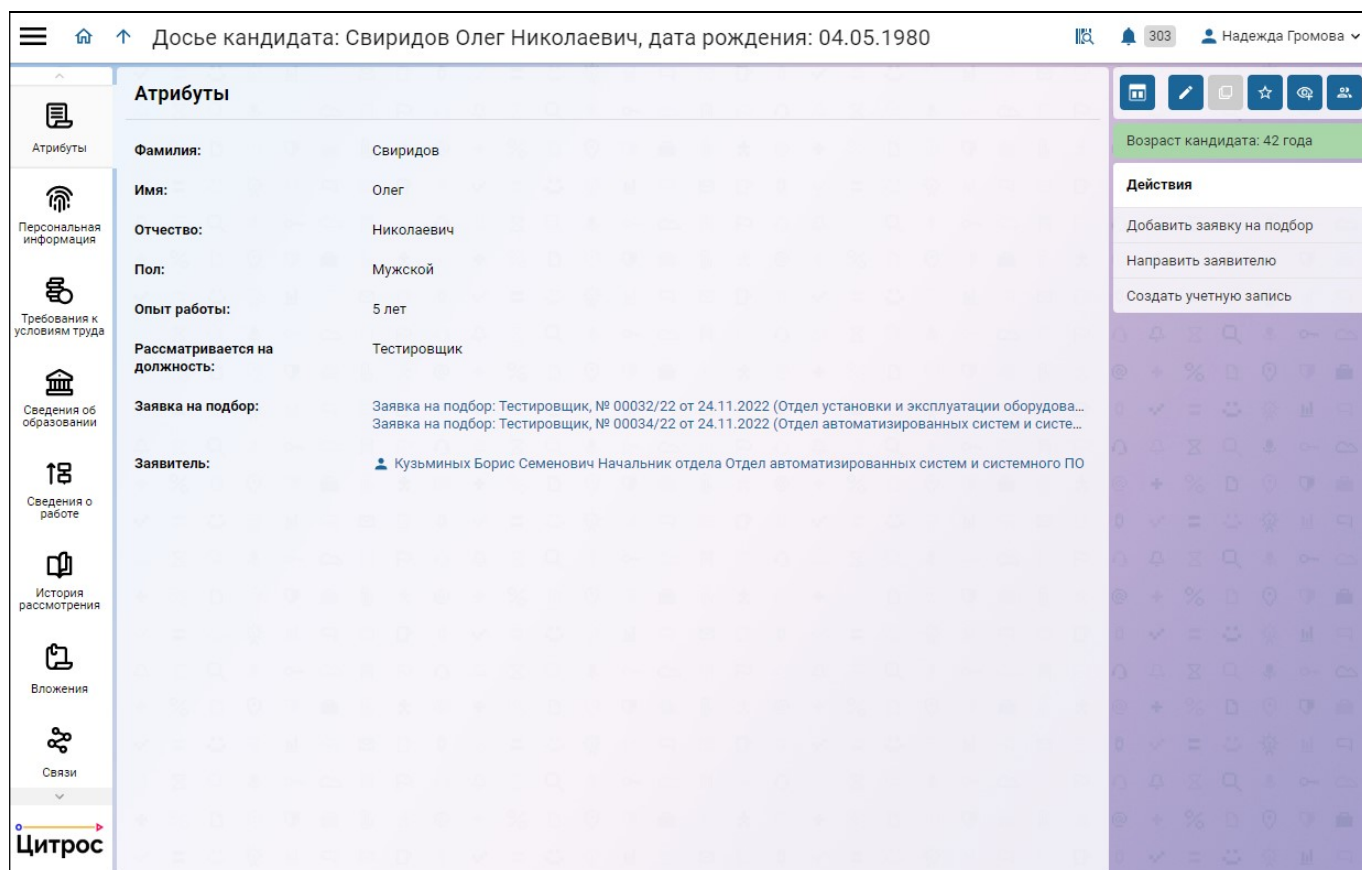 Досье кандидата: Свиридов Олег Николаевич, дата рождения: 04.05.1980
303
Надежда Громова
Атрибуты
Персональная
информация
Требования к
условиям труда
Сведения об
образовании
Сведения о
работе
История
рассмотрения
Вложения
Связи
Цитрос
Атрибуты
Фамилия: Свиридов
Имя: Олег
Отчество: Николаевич
Пол: Мужской
Опыт работы: 5 лет
Рассматривается на Тестировщик
должность:
Заявка на подбор: Заявка на подбор: Тестировщик, № 00032/22 от 24.11.2022 (Отдел установки и эксплуатации оборудова...
Заявка на подбор: Тестировщик, № 00034/22 от 24.11.2022 (Отдел автоматизированных систем и систе...
Заявитель: Кузьминых Борис Семенович Начальник отдела Отдел автоматизированных систем и системного ПО
Возраст кандидата: 42 года
Действия
Добавить заявку на подбор
Направить заявителю
Создать учетную запись